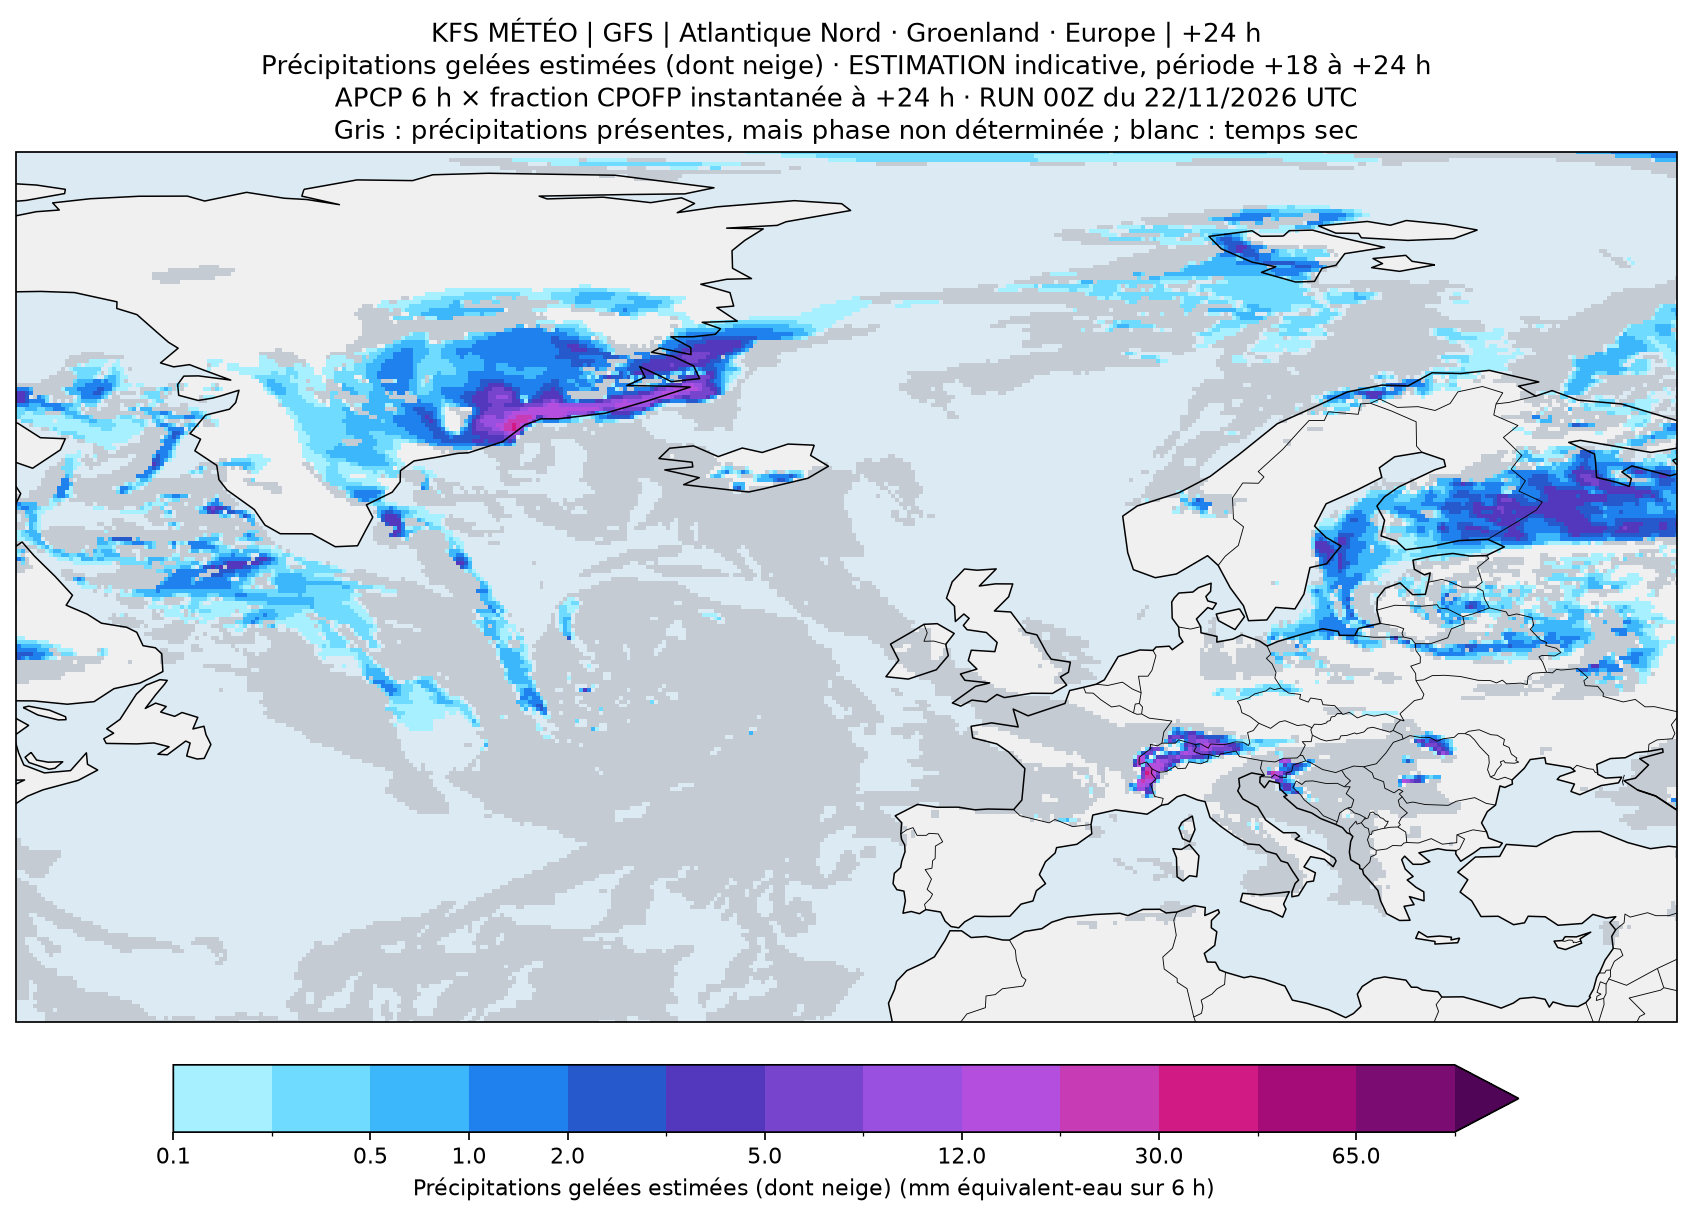 KFS MÉTÉO | GFS | Atlantique Nord · Groenland · Europe | +24 h
Précipitations gelées estimées (dont neige) · ESTIMATION indicative, période +18 à +24 h
APCP 6 h × fraction CPOFP instantanée à +24 h · RUN 00Z du 22/11/2026 UTC
Gris : précipitations présentes, mais phase non déterminée ; blanc : temps sec
0.1 0.5 1.0 2.0 5.0 12.0 30.0 65.0
Précipitations gelées estimées (dont neige) (mm équivalent-eau sur 6 h)